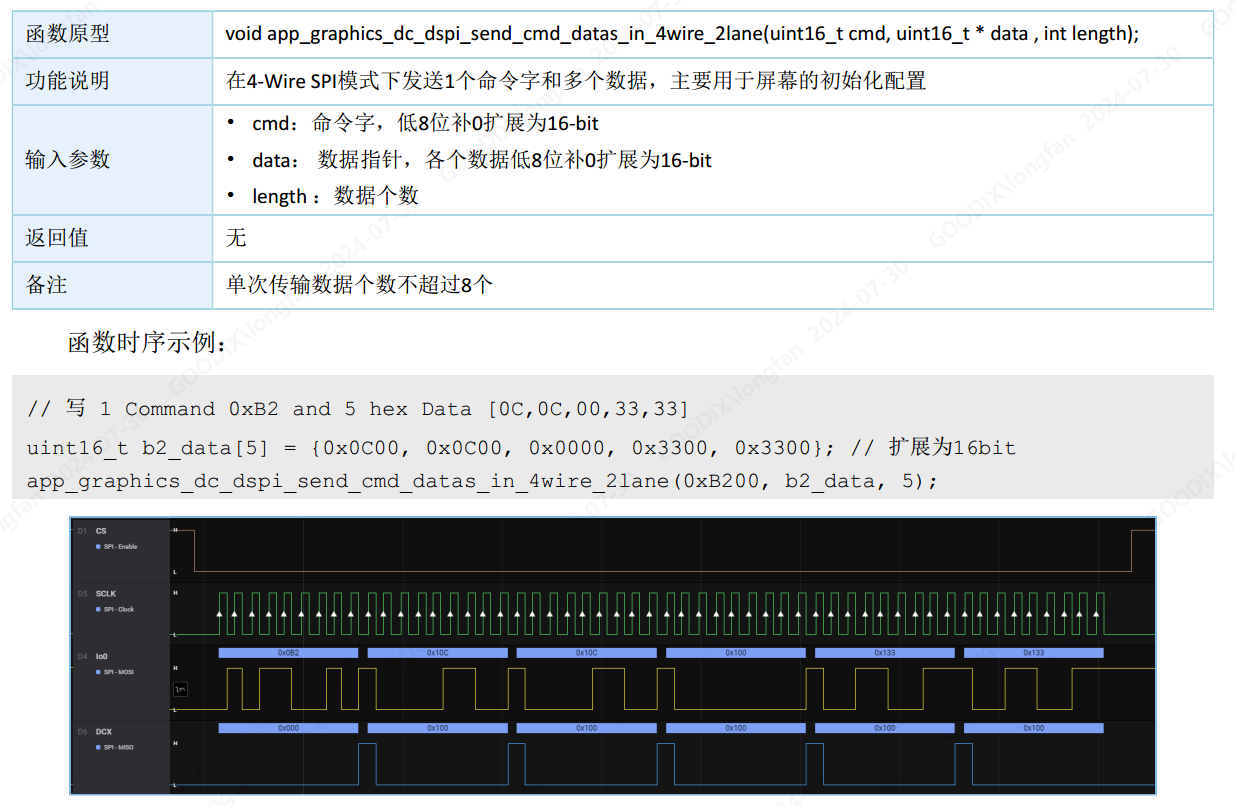 函数原型
void app_graphics_dc_dspi_send_cmd_datas_in_4wire_2lane(uint16_t cmd, uint16_t * data , int length);
功能说明
在4-Wire SPI模式下发送1个命令字和多个数据，主要用于屏幕的初始化配置
输入参数
• cmd：命令字，低8位补0扩展为16-bit
• data： 数据指针，各个数据低8位补0扩展为16-bit
• length ：数据个数
返回值
无
备注
单次传输数据个数不超过8个
函数时序示例：
// 写 1 Command 0xB2 and 5 hex Data [0C,0C,00,33,33]
uint16_t b2_data[5] = {0x0C00, 0x0C00, 0x0000, 0x3300, 0x3300}; // 扩展为16bit
app_graphics_dc_dspi_send_cmd_datas_in_4wire_2lane(0xB200, b2_data, 5);
D1. CS
SPI - Enable
H
L
D5. SCLK
SPI - Clock
H
L
D4. Io0
SPI - MOSI
H
L
0x0B2 0x10C 0x10C 0x100 0x133 0x133
D6. DCX
SPI - MISO
H
L
0x000 0x100 0x100 0x100 0x100 0x100
GOODIX\longfan 2024-07-30